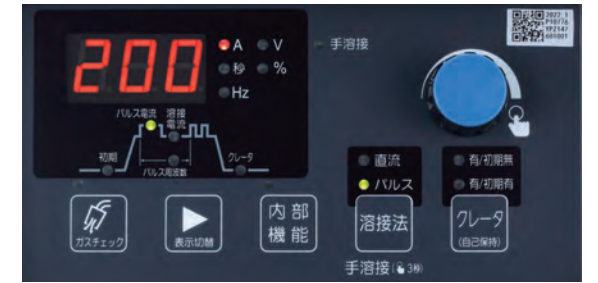 200
A
V
秒
%
Hz
手溶接
2022_1
パルス電流
溶接
電流
初期
パルス周波数
クレータ
直流
パルス
有/初期無
有/初期有
ガスチェック
表示切替
内部
機能
溶接法
クレータ
(自己保持)
手溶接(3秒)